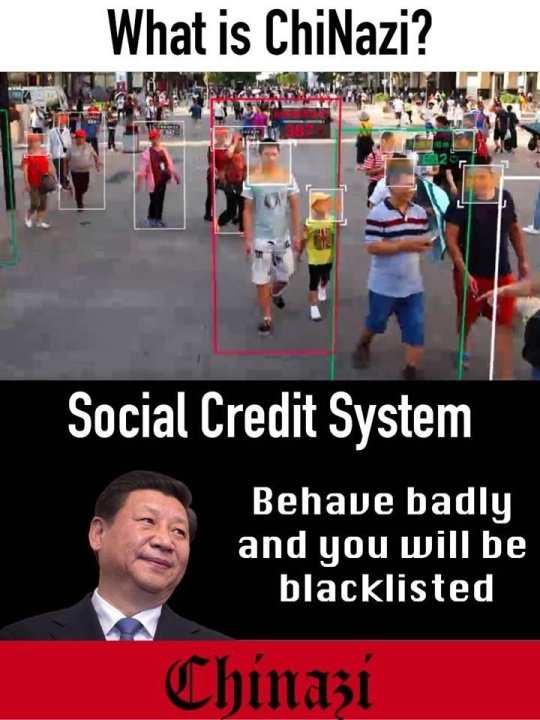 What is ChiNazi?
Social Credit System
Behave badly
and you will be
blacklisted
Chinazi